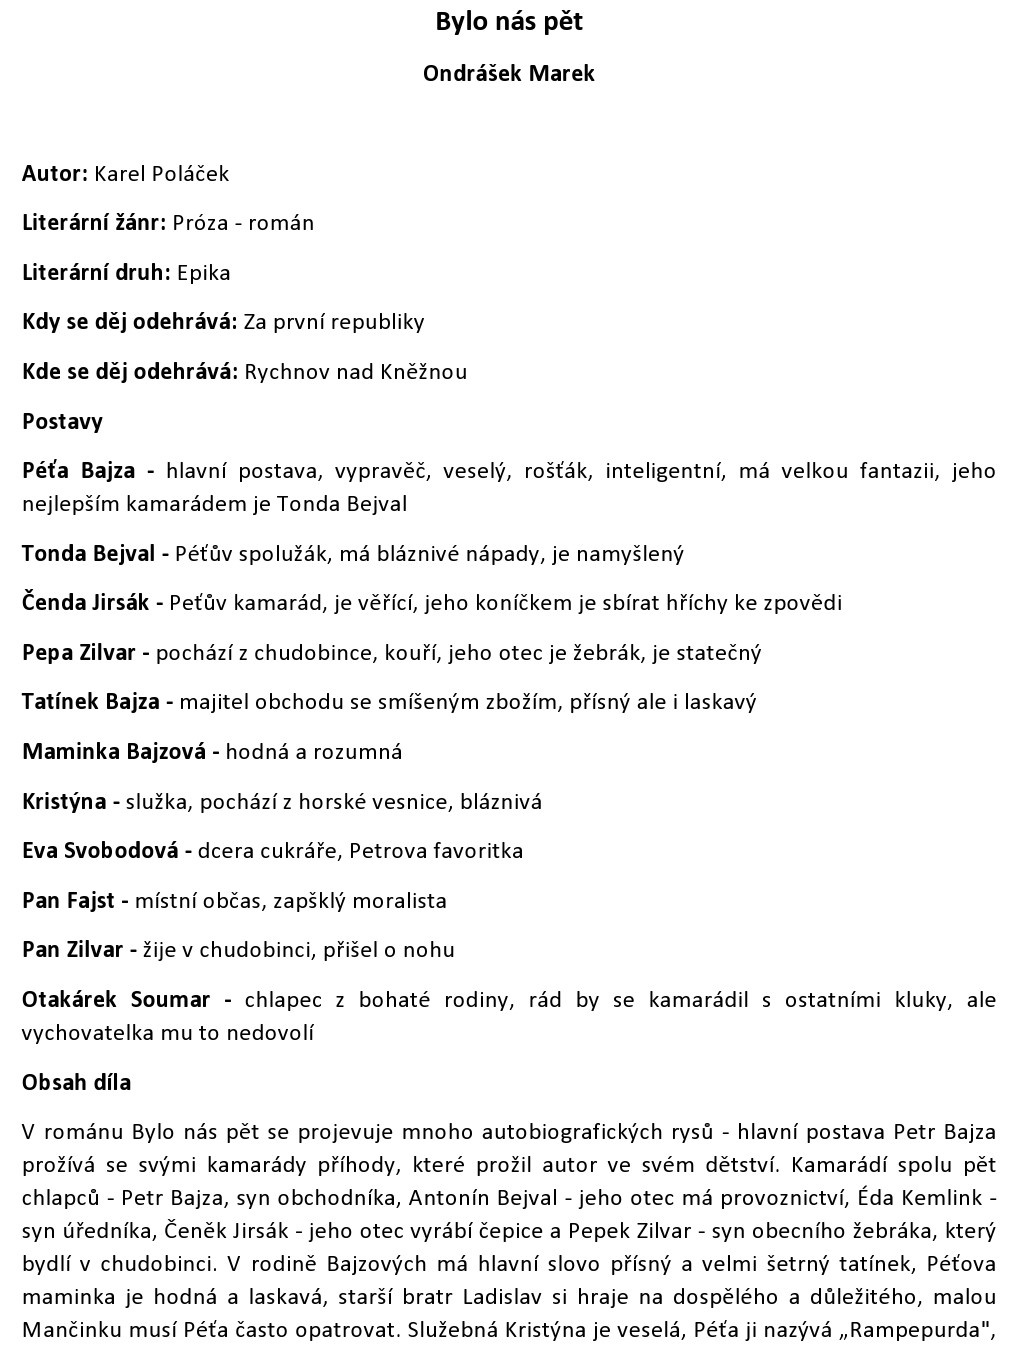 Bylo nás pět
Ondrášek Marek
Autor: Karel Poláček
Literární žánr: Próza - román
Literární druh: Epika
Kdy se děj odehrává: Za první republiky
Kde se děj odehrává: Rychnov nad Kněžnou
Postavy
Péťa Bajza - hlavní postava, vypravěč, veselý, rošťák, inteligentní, má velkou fantazii, jeho
nejlepším kamarádem je Tonda Bejval
Tonda Bejval - Péťův spolužák, má bláznivé nápady, je namyšlený
Čenda Jirsák - Peťův kamarád, je věřící, jeho koníčkem je sbírat hříchy ke zpovědi
Pepa Zilvar - pochází z chudobince, kouří, jeho otec je žebrák, je statečný
Tatínek Bajza - majitel obchodu se smíšeným zbožím, přísný ale i laskavý
Maminka Bajzová - hodná a rozumná
Kristýna - služka, pochází z horské vesnice, bláznivá
Eva Svobodová - dcera cukráře, Petrova favoritka
Pan Fajst - místní občas, zapšklý moralista
Pan Zilvar - žije v chudobinci, přišel o nohu
Otakárek Soumar - chlapec z bohaté rodiny, rád by se kamarádil s ostatními kluky, ale
vychovatelka mu to nedovolí
Obsah díla
V románu Bylo nás pět se projevuje mnoho autobiografických rysů - hlavní postava Petr Bajza
prožívá se svými kamarády příhody, které prožil autor ve svém dětství. Kamarádí spolu pět
chlapců - Petr Bajza, syn obchodníka, Antonín Bejval - jeho otec má provoznictví, Éda Kemlink -
syn úředníka, Čeněk Jirsák - jeho otec vyrábí čepice a Pepek Zilvar - syn obecního žebráka, který
bydlí v chudobinci. V rodině Bajzových má hlavní slovo přísný a velmi šetrný tatínek, Péťova
maminka je hodná a laskavá, starší bratr Ladislav si hraje na dospělého a důležitého, malou
Mančinku musí Péťa často opatrovat. Služebná Kristýna je veselá, Péťa ji nazývá „Rampepurda",